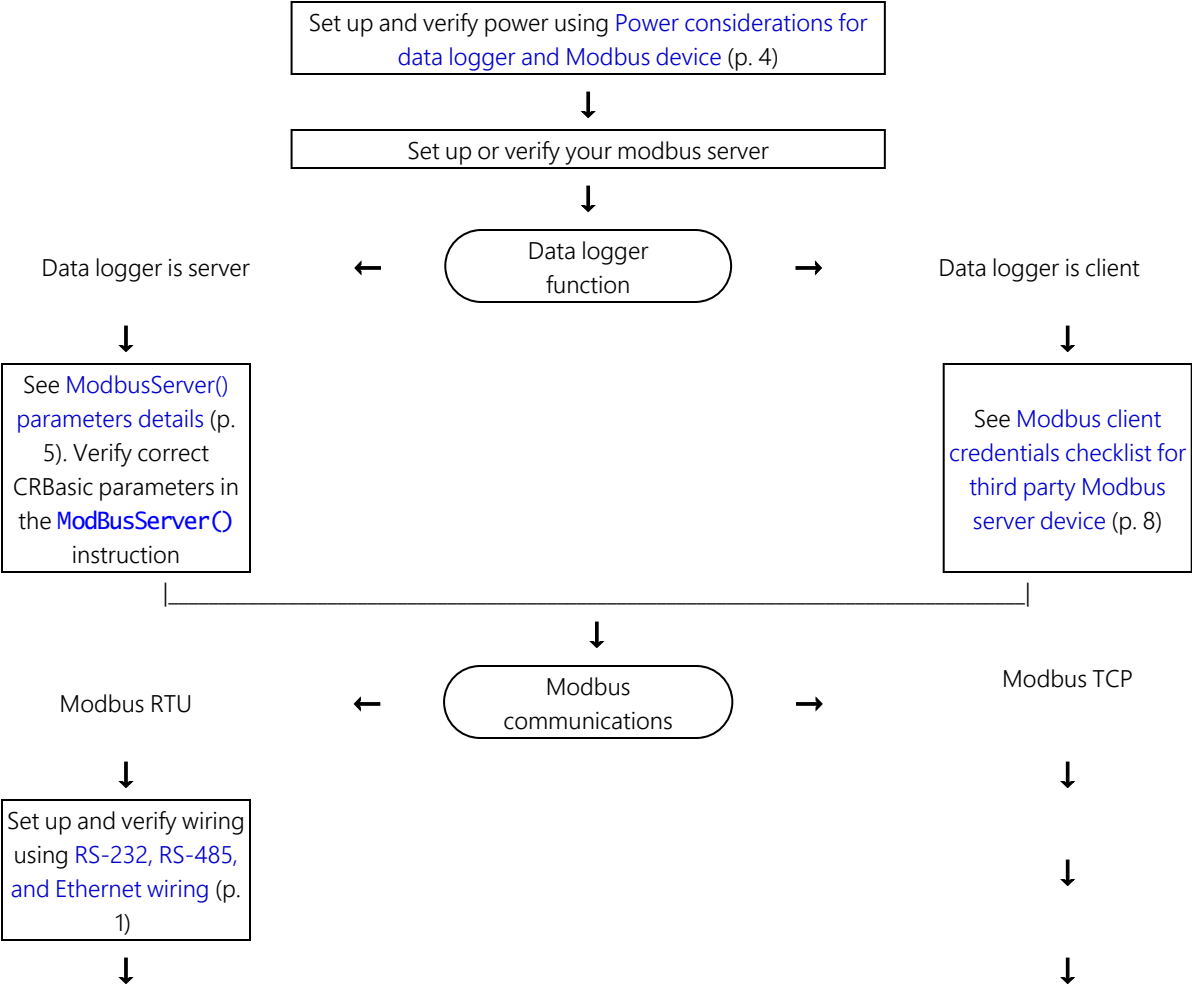 Set up and verify power using Power considerations for
data logger and Modbus device (p. 4)
↓
Set up or verify your modbus server
↓
Data logger is server
←
Data logger
function
→
Data logger is client
↓
↓
See ModbusServer()
parameters details (p.
5). Verify correct
CRBasic parameters in
the ModBusServer()
instruction
See Modbus client
credentials checklist for
third party Modbus
server device (p. 8)
↓
Modbus RTU
←
Modbus
communications
→
Modbus TCP
↓
↓
Set up and verify wiring
using RS-232, RS-485,
and Ethernet wiring (p.
1)
↓
↓
↓